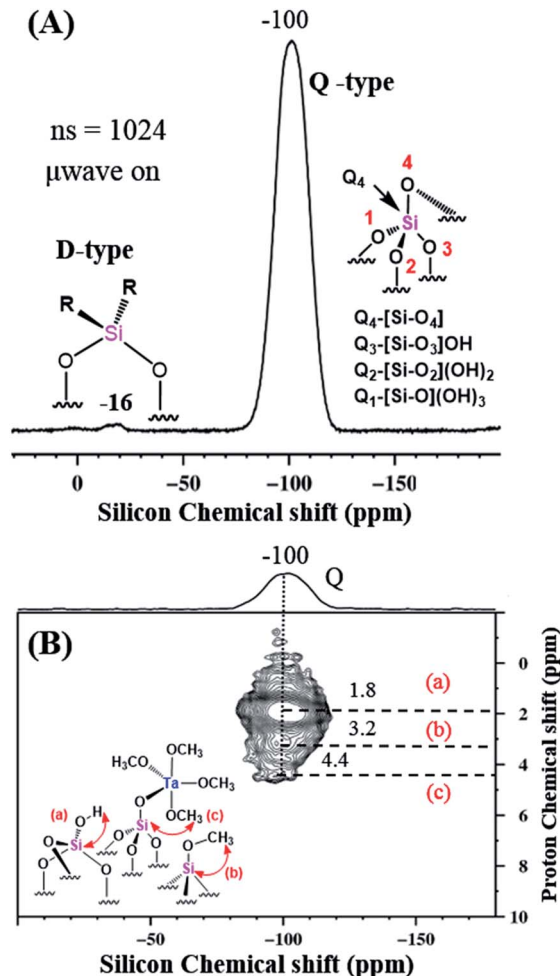 (A)
-100
Q -type
ns = 1024
μwave on
4
O
Q₄
Si
1
O
O
3
O
2
D-type
R
R
Si
O
O
-16
Q₄-[Si-O₄]
Q₃-[Si-O₃]OH
Q₂-[Si-O₂](OH)₂
Q₁-[Si-O](OH)₃
0 −50 −100 −150
Silicon Chemical shift (ppm)
-100
Q
(B)
0
1.8 (a)
2
3.2 (b)
4
4.4
(c)
6
8
10
Proton Chemical shift (ppm)
OCH₃
H₃CO
Ta
OCH₃
OCH₃
O
(a)
O H
(c)
Si
Si
O
O
O
O
O
O
O CH₃
Si
(b)
−50 −100 −150
Silicon Chemical shift (ppm)